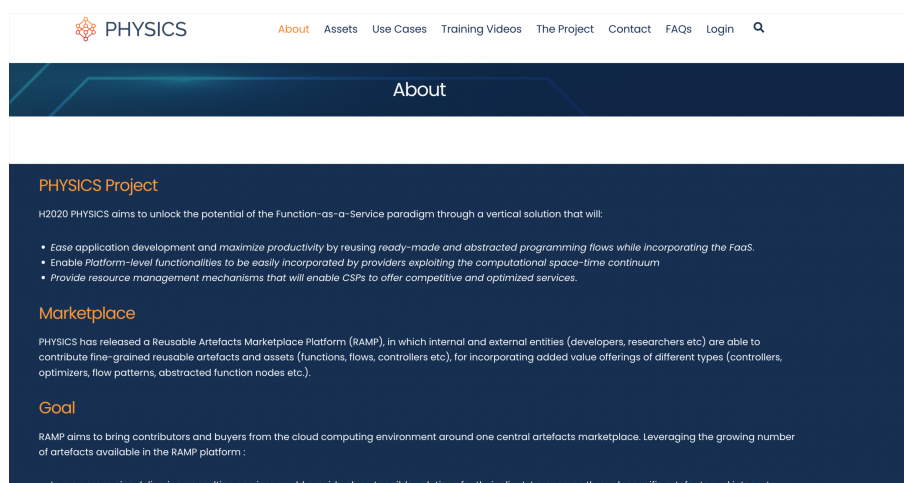 PHYSICS
About Assets Use Cases Training Videos The Project Contact FAQs Login
About
PHYSICS Project
H2020 PHYSICS aims to unlock the potential of the Function-as-a-Service paradigm through a vertical solution that will:
• Ease application development and maximize productivity by reusing ready-made and abstracted programming flows while incorporating the FaaS.
• Enable Platform-level functionalities to be easily incorporated by providers exploiting the computational space-time continuum
• Provide resource management mechanisms that will enable CSPs to offer competitive and optimized services.
Marketplace
PHYSICS has released a Reusable Artefacts Marketplace Platform (RAMP), in which internal and external entities (developers, researchers etc) are able to
contribute fine-grained reusable artefacts and assets (functions, flows, controllers etc), for incorporating added value offerings of different types (controllers,
optimizers, flow patterns, abstracted function nodes etc.).
Goal
RAMP aims to bring contributors and buyers from the cloud computing environment around one central artefacts marketplace. Leveraging the growing number
of artefacts available in the RAMP platform :